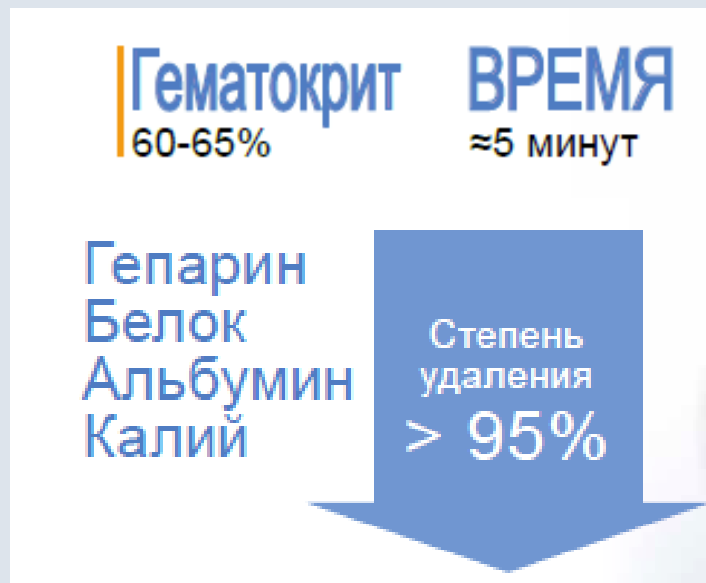 Гематокрит
60-65%
ВРЕМЯ
≈5 минут
Гепарин
Белок
Альбумин
Калий
Степень
удаления
> 95%